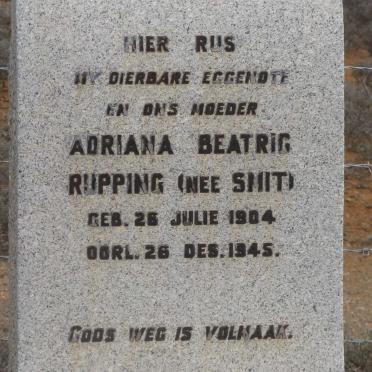 HIER RUS
MY DIERBARE EGGENOTE
EN ONS MOEDER
ADRIANA BEATRIG
RUPPING (NEE SMIT)
GEB. 26 JULIE 1904
OORL. 26 DES. 1945.
GODS WEG IS VOLMAAK.